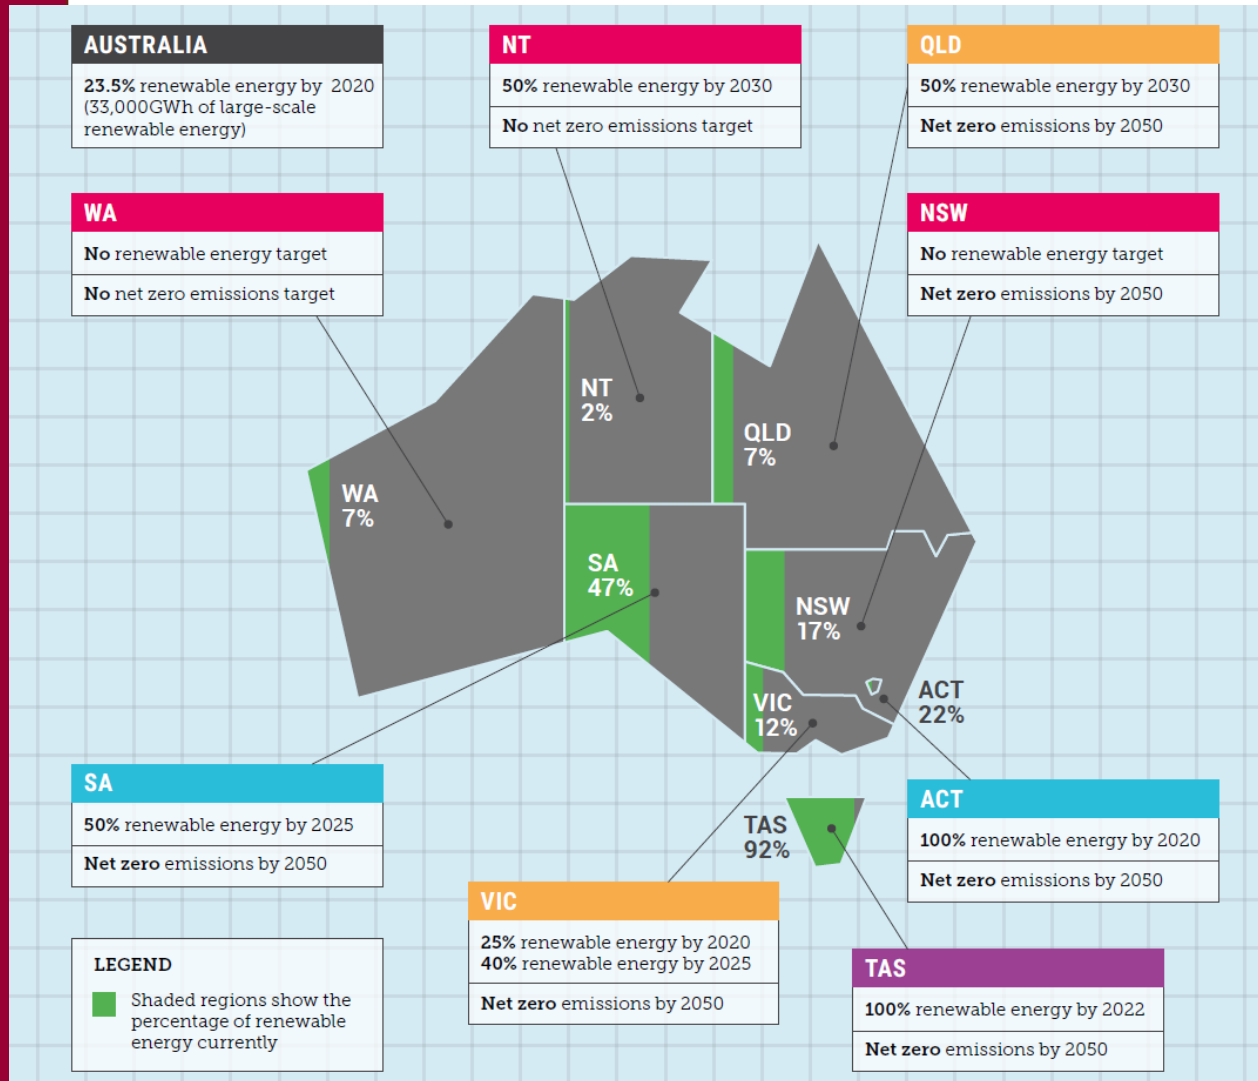 AUSTRALIA
23.5% renewable energy by 2020
(33,000GWh of large-scale
renewable energy)
NT
50% renewable energy by 2030
No net zero emissions target
QLD
50% renewable energy by 2030
Net zero emissions by 2050
WA
No renewable energy target
No net zero emissions target
NSW
No renewable energy target
Net zero emissions by 2050
NT
2%
QLD
7%
WA
7%
SA
47%
NSW
17%
ACT
22%
VIC
12%
TAS
92%
SA
50% renewable energy by 2025
Net zero emissions by 2050
ACT
100% renewable energy by 2020
Net zero emissions by 2050
VIC
25% renewable energy by 2020
40% renewable energy by 2025
Net zero emissions by 2050
TAS
100% renewable energy by 2022
Net zero emissions by 2050
LEGEND
Shaded regions show the
percentage of renewable
energy currently